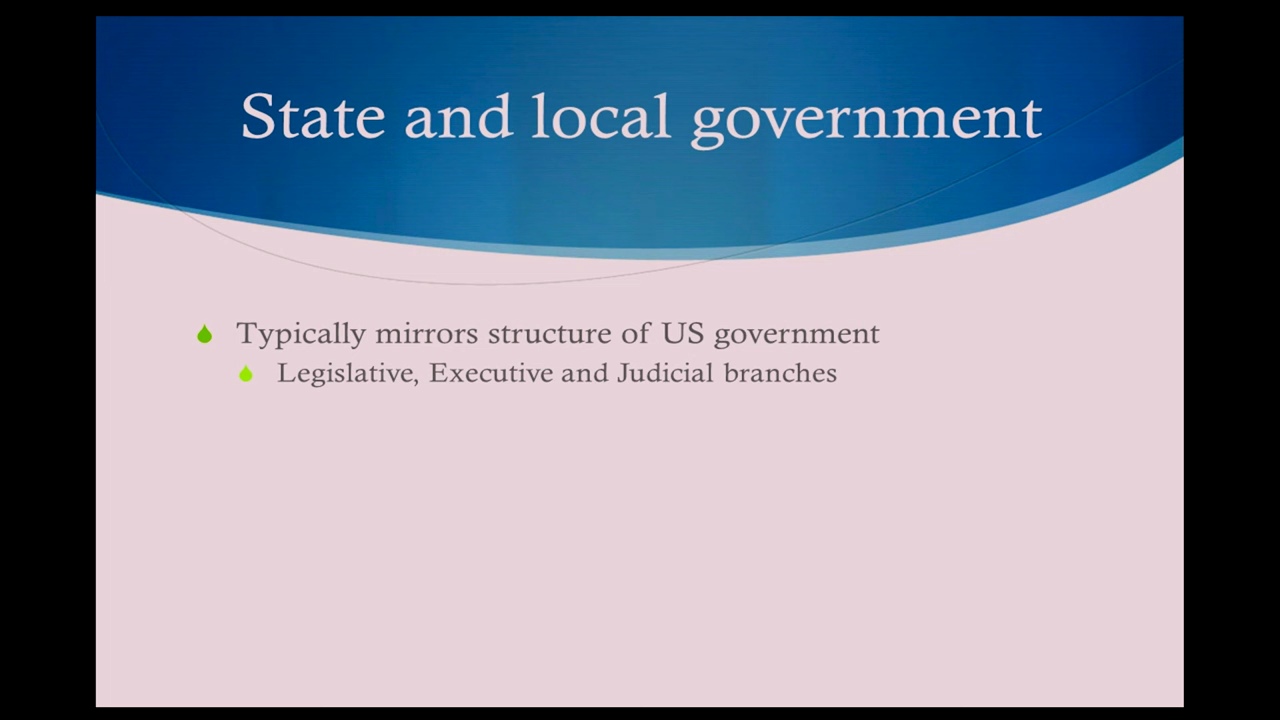 State and local government
Typically mirrors structure of US government
Legislative, Executive and Judicial branches